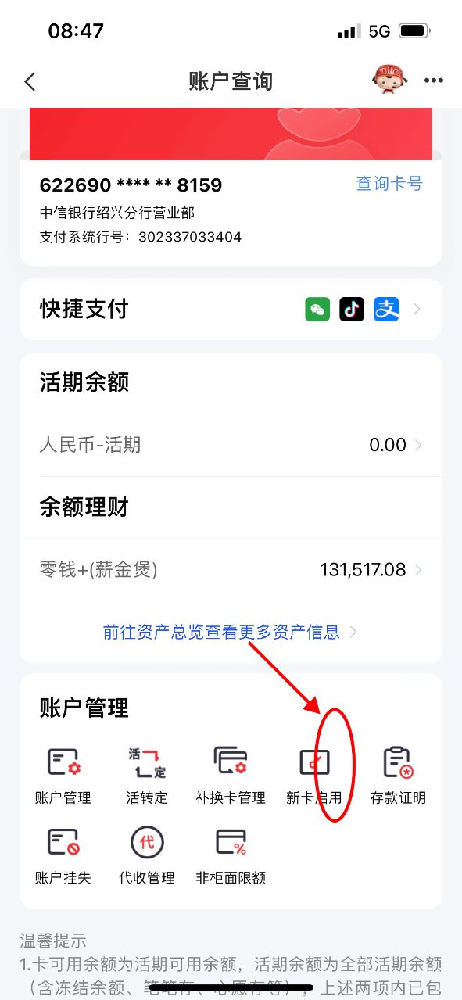 08:47
5G
账户查询
622690 **** ** 8159
查询卡号
中信银行绍兴分行营业部
支付系统行号：302337033404
快捷支付
支
活期余额
人民币-活期
0.00
余额理财
零钱+(薪金煲)
131,517.08
前往资产总览查看更多资产信息
账户管理
活
定
账户管理
活转定
补换卡管理
新卡启用
存款证明
代
%
账户挂失
代收管理
非柜面限额
温馨提示
1.卡可用余额为活期可用余额，活期余额为全部活期余额
（含冻结余额、笔笔存、心愿存等），上述两项内已包